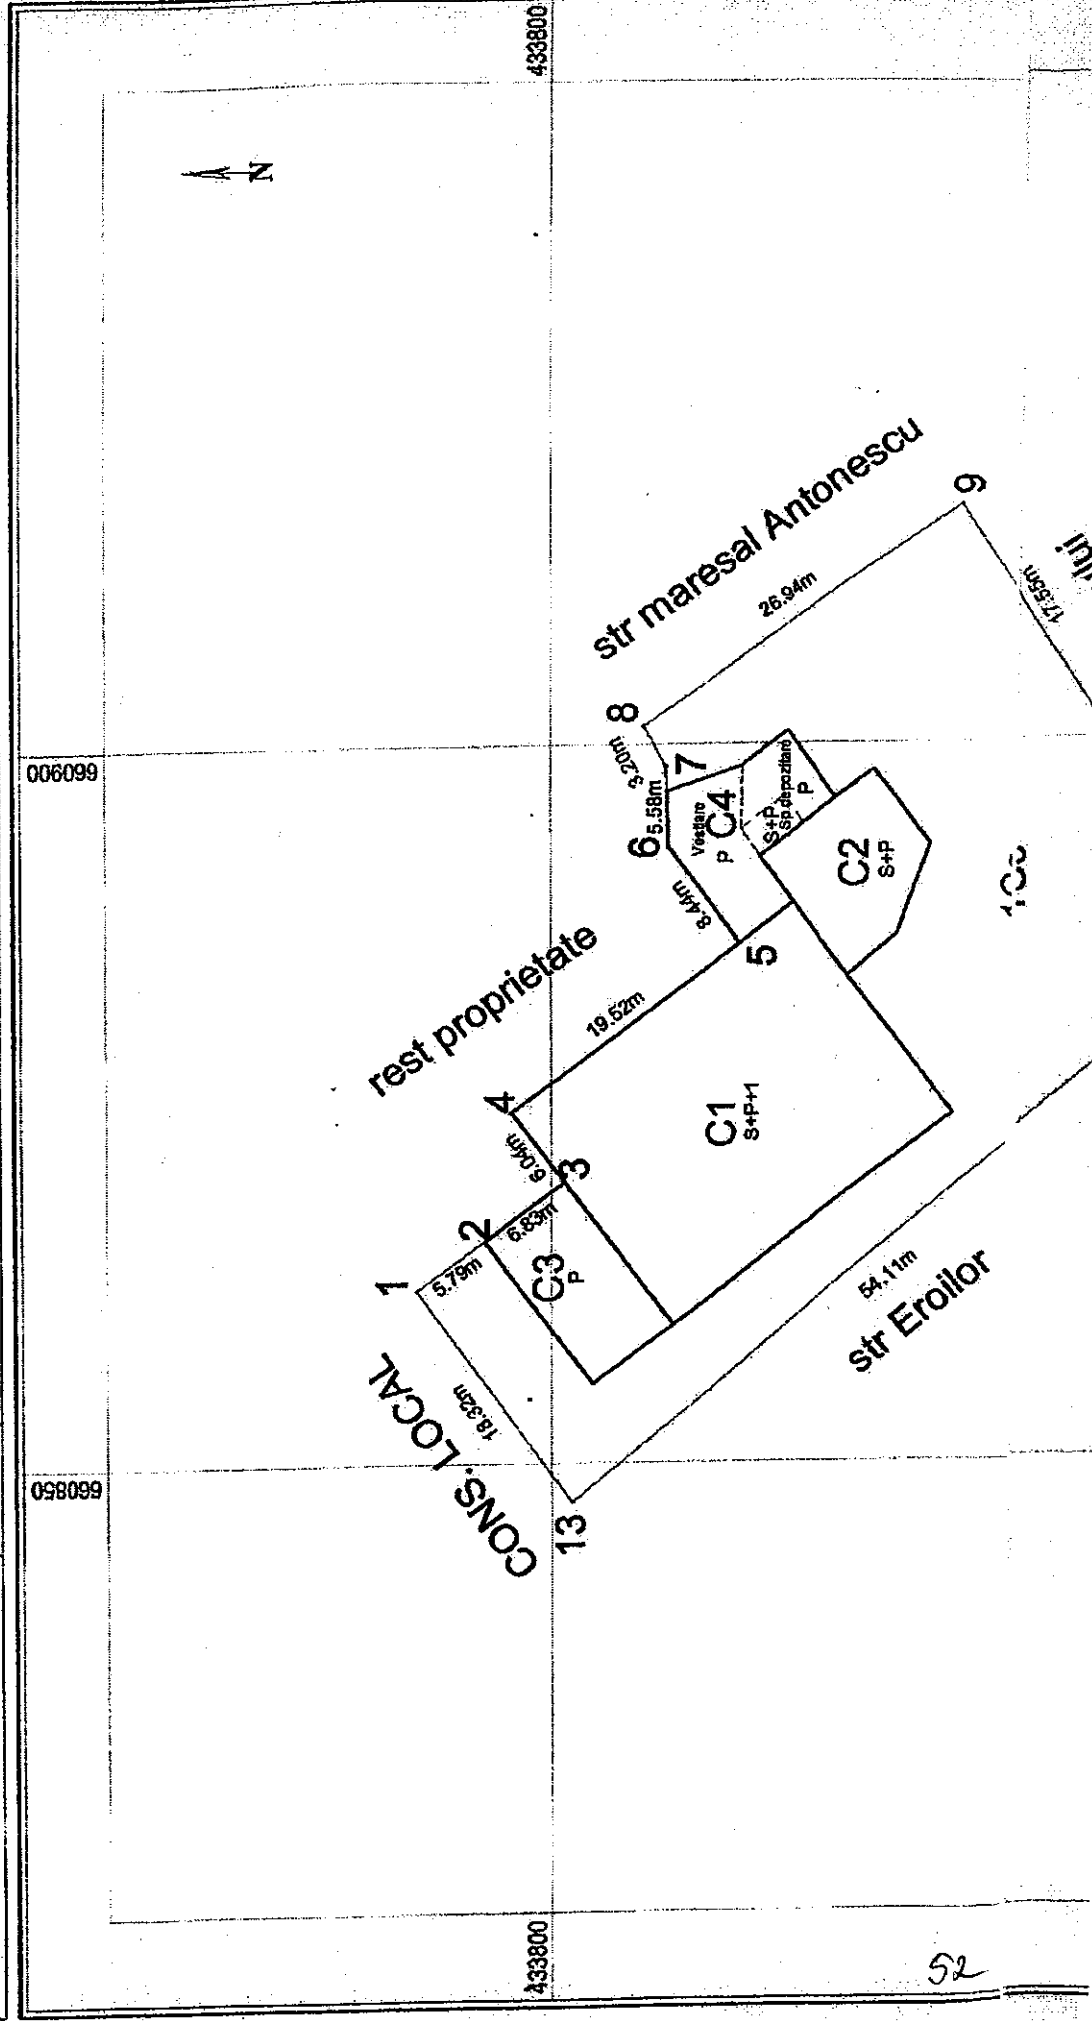 433800
N
660900
str maresal Antonescu
9
17.55m
26.94m
8
3.20m
7
5.58m
6
Vestiare
P
C4
S+P
Sp.depozitare
P
C2
S+P
8.44m
5
rest proprietate
19.52m
4
6.04m
3
C1
S+P+1
2
6.83m
1
5.79m
C3
P
54.11m
str Eroilor
CONS. LOCAL
18.32m
13
660850
433800
52